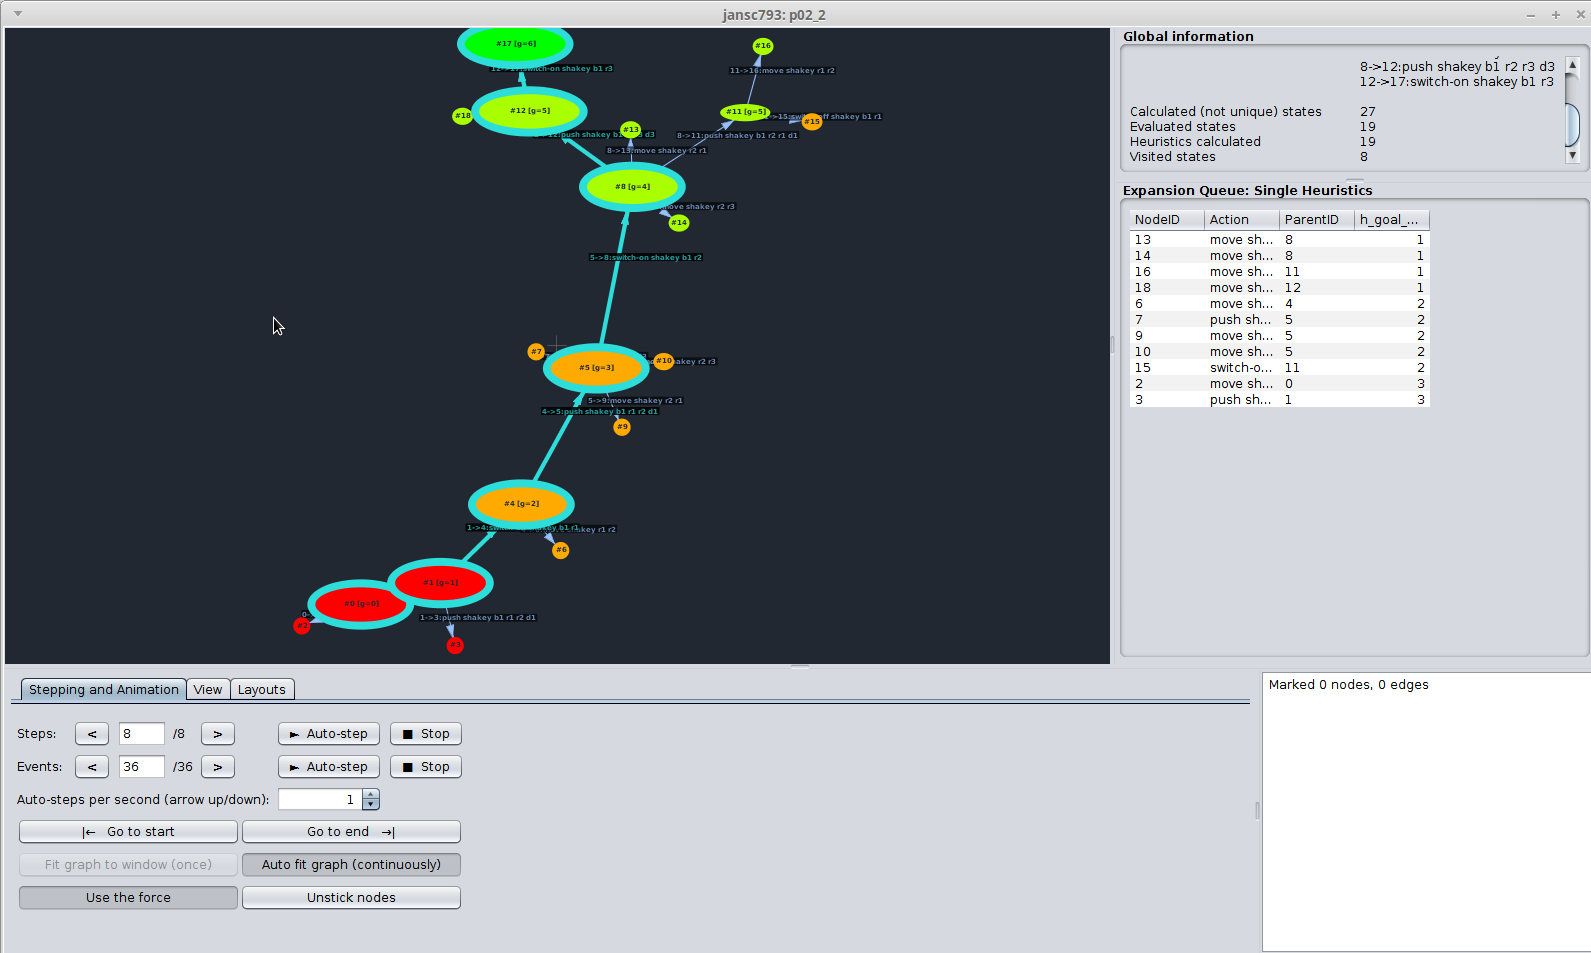 jansc793: p02_2
#17 [g=6]
switch-on shakey b1 r3
#12 [g=5]
#18
push shakey b1 d3
#13
8->13:move shakey r2 r1
#16
11->16:move shakey r1 r2
#11 [g=5]
->15:switch-off shakey b1 r1
#15
8->11:push shakey b1 r2 r1 d1
#8 [g=4]
move shakey r2 r3
#14
5->8:switch-on shakey b1 r2
#7
#5 [g=3]
#10
shakey r2 r3
5->9:move shakey r2 r1
4->5:push shakey b1 r1 r2 d1
#9
#4 [g=2]
1->4: shakey b1 r1
shakey r1 r2
#6
#1 [g=1]
#0 [g=0]
0-
#2
1->3:push shakey b1 r1 r2 d1
#3
Global information
8->12:push shakey b1 r2 r3 d3
12->17:switch-on shakey b1 r3
Calculated (not unique) states 27
Evaluated states 19
Heuristics calculated 19
Visited states 8
Expansion Queue: Single Heuristics
NodeID Action ParentID h_goal_...
13 move sh... 8 1
14 move sh... 8 1
16 move sh... 11 1
18 move sh... 12 1
6 move sh... 4 2
7 push sh... 5 2
9 move sh... 5 2
10 move sh... 5 2
15 switch-o... 11 2
2 move sh... 0 3
3 push sh... 1 3
Stepping and Animation View Layouts
Steps: < 8 /8 > ► Auto-step ■ Stop
Events: < 36 /36 > ► Auto-step ■ Stop
Auto-steps per second (arrow up/down): 1
|← Go to start Go to end →|
Fit graph to window (once) Auto fit graph (continuously)
Use the force Unstick nodes
Marked 0 nodes, 0 edges